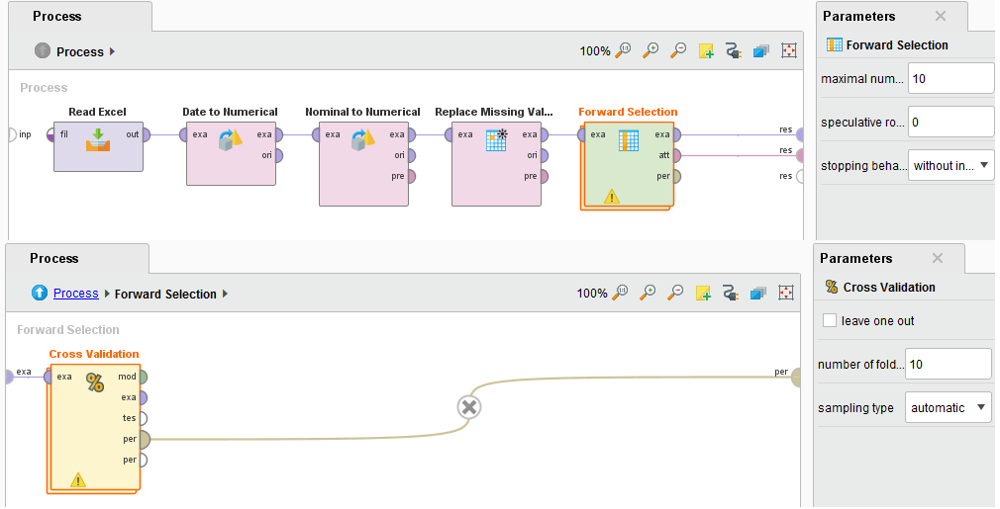 Process
Process
100%
Process
Read Excel
Date to Numerical
Nominal to Numerical
Replace Missing Val...
Forward Selection
inp
fil
out
exa
exa
ori
exa
exa
ori
pre
exa
exa
ori
pre
exa
exa
att
per
res
res
res
Parameters
Forward Selection
maximal num...
10
speculative ro...
0
stopping beha...
without in...
Process
Process
Forward Selection
100%
Forward Selection
Cross Validation
exa
exa
mod
exa
tes
per
per
per
Parameters
Cross Validation
leave one out
number of fold...
10
sampling type
automatic